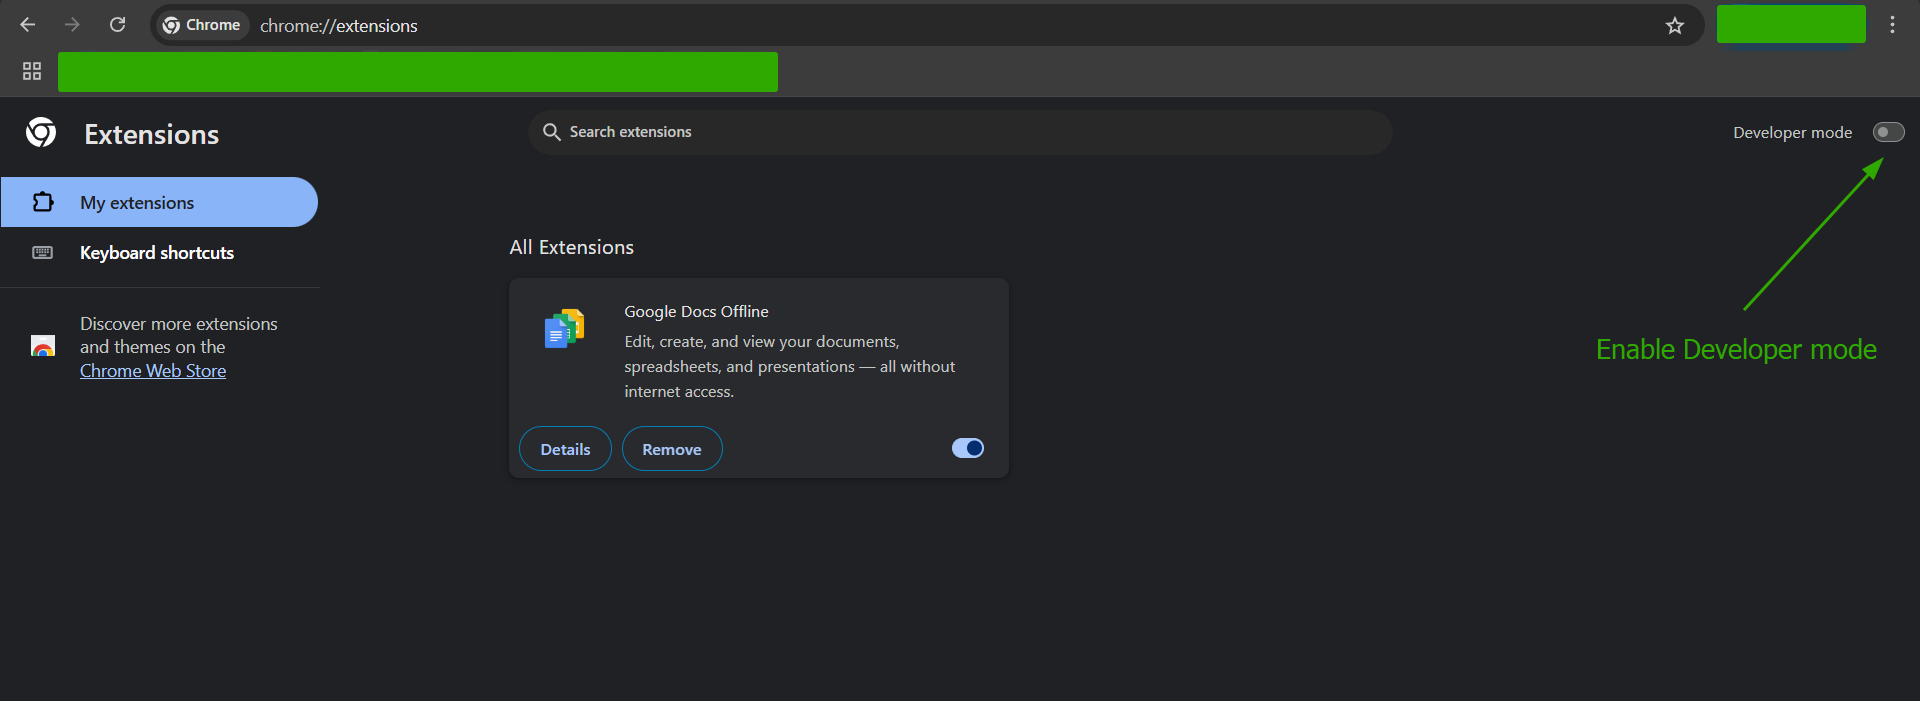 Chrome
chrome://extensions
Extensions
Search extensions
Developer mode
My extensions
Keyboard shortcuts
Discover more extensions
and themes on the
Chrome Web Store
All Extensions
Google Docs Offline
Edit, create, and view your documents,
spreadsheets, and presentations — all without
internet access.
Details
Remove
Enable Developer mode